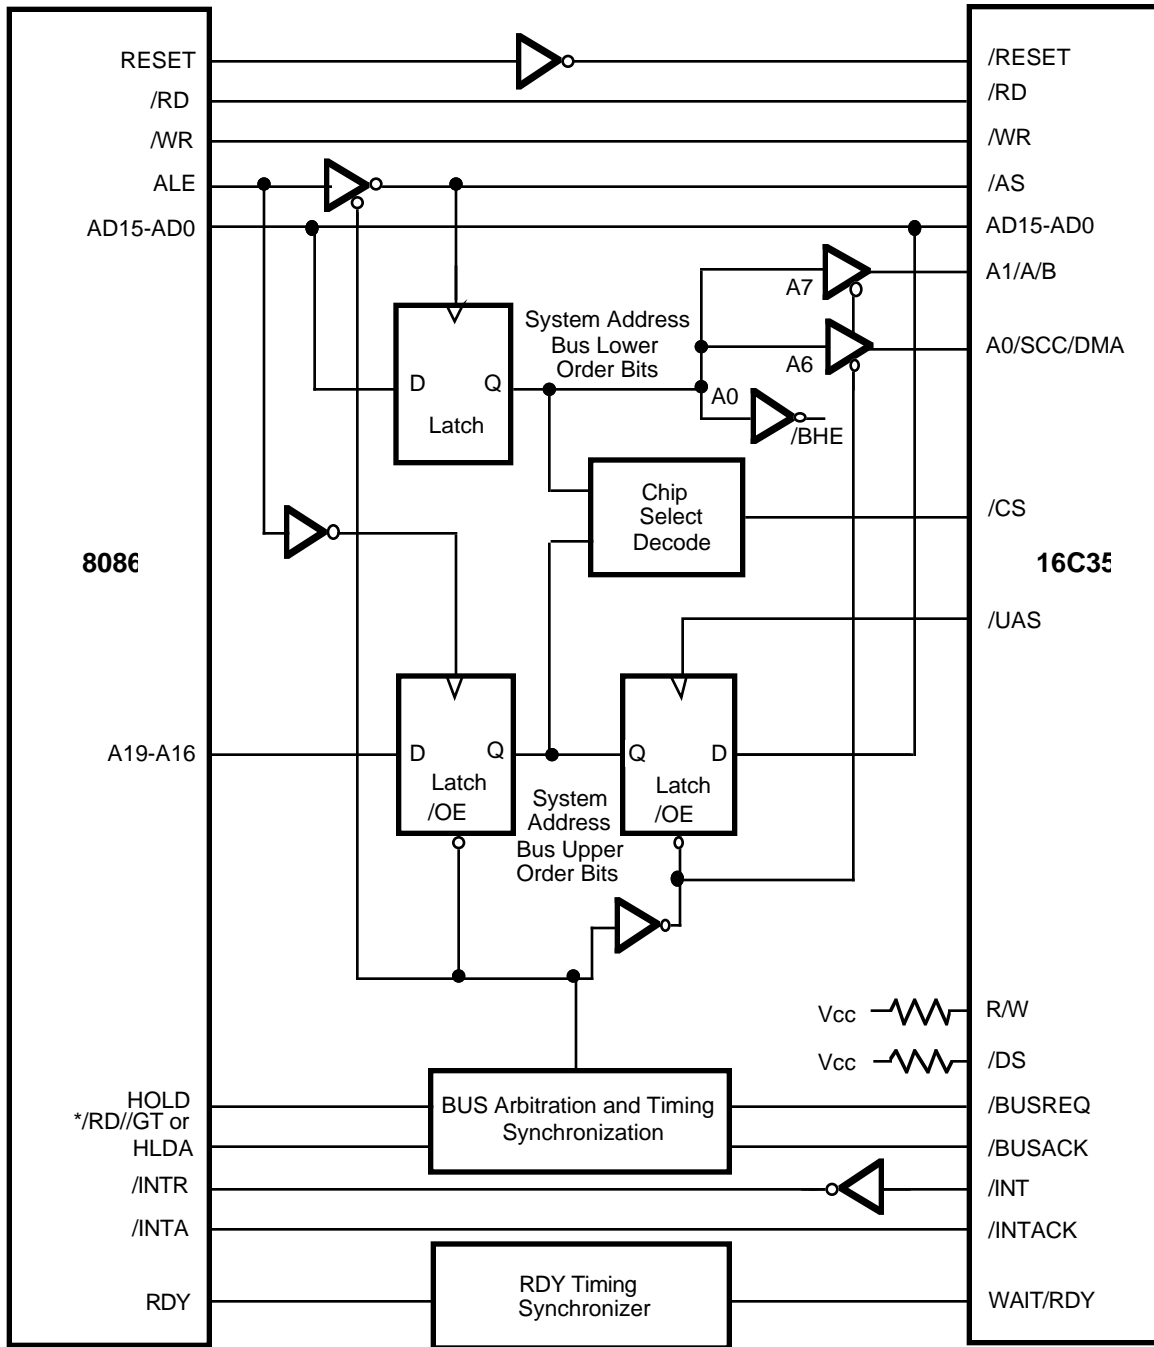 RESET
/RESET
/RD
/RD
/WR
/WR
ALE
/AS
AD15-AD0
AD15-AD0
A7
A1/A/B
System Address
Bus Lower
Order Bits
A6
A0/SCC/DMA
D
Q
Latch
A0
/BHE
Chip
Select
Decode
/CS
8086
16C35
/UAS
A19-A16
D
Q
Latch
/OE
Q
D
Latch
/OE
System
Address
Bus Upper
Order Bits
Vcc
R/W
Vcc
/DS
HOLD
*/RD//GT or
HLDA
BUS Arbitration and Timing
Synchronization
/BUSREQ
/BUSACK
/INTR
/INT
/INTA
/INTACK
RDY
RDY Timing
Synchronizer
WAIT/RDY